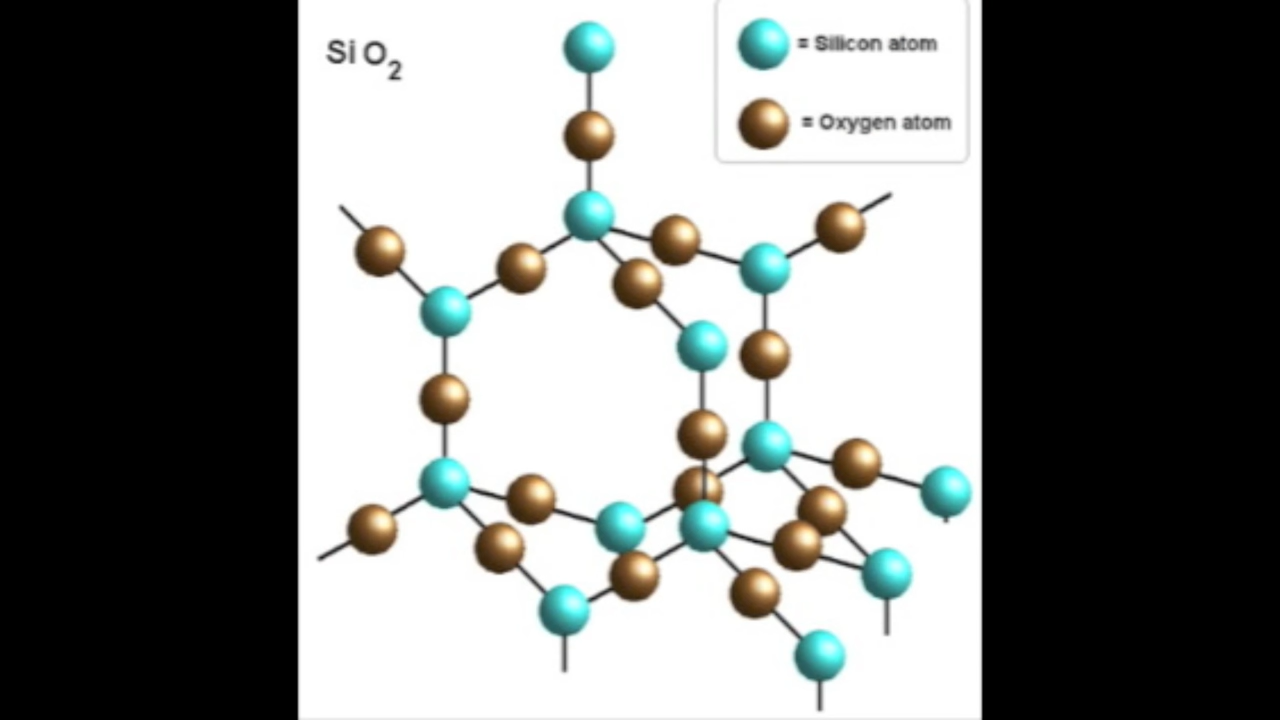 Si O₂
= Silicon atom
= Oxygen atom